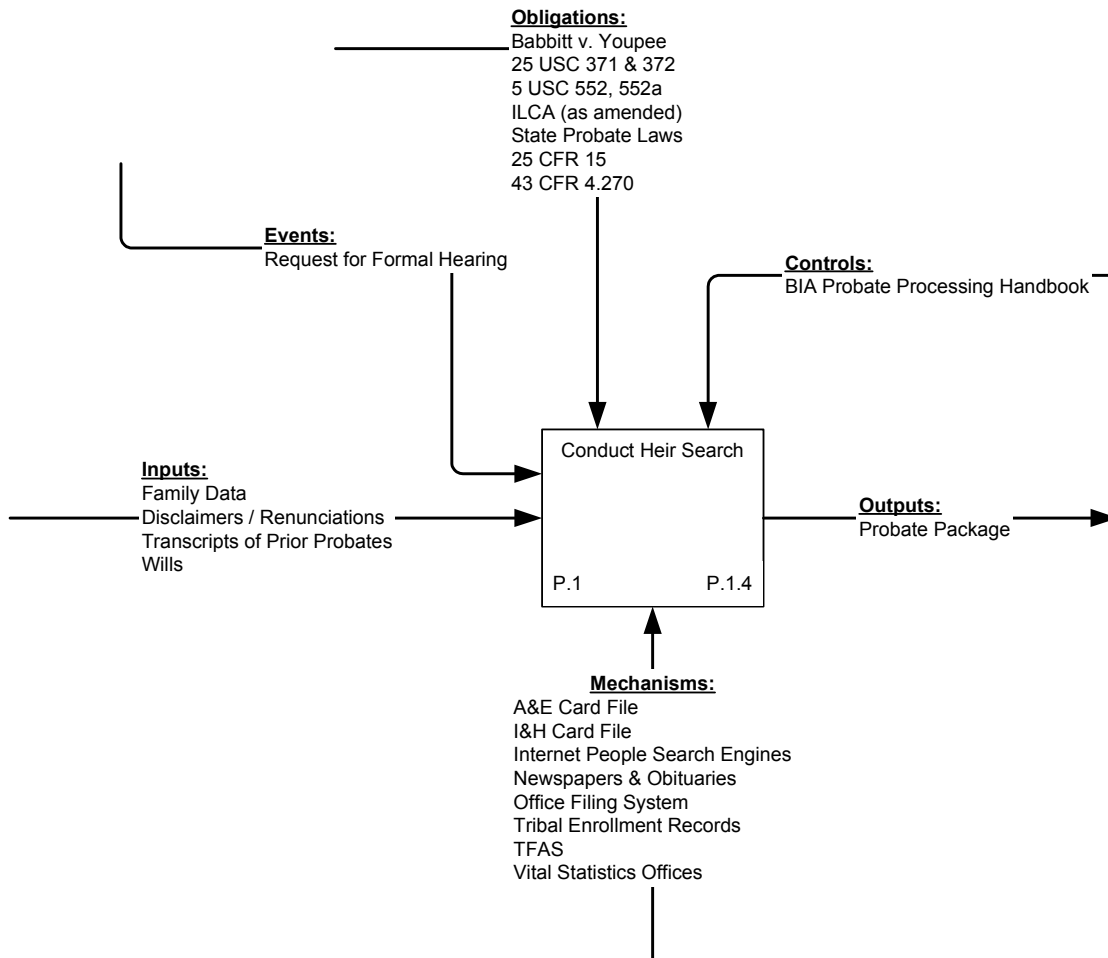 Obligations:
Babbitt v. Youpee
25 USC 371 & 372
5 USC 552, 552a
ILCA (as amended)
State Probate Laws
25 CFR 15
43 CFR 4.270
Events:
Request for Formal Hearing
Controls:
BIA Probate Processing Handbook
Inputs:
Family Data
Disclaimers / Renunciations
Transcripts of Prior Probates
Wills
Conduct Heir Search
P.1 P.1.4
Outputs:
Probate Package
Mechanisms:
A&E Card File
I&H Card File
Internet People Search Engines
Newspapers & Obituaries
Office Filing System
Tribal Enrollment Records
TFAS
Vital Statistics Offices